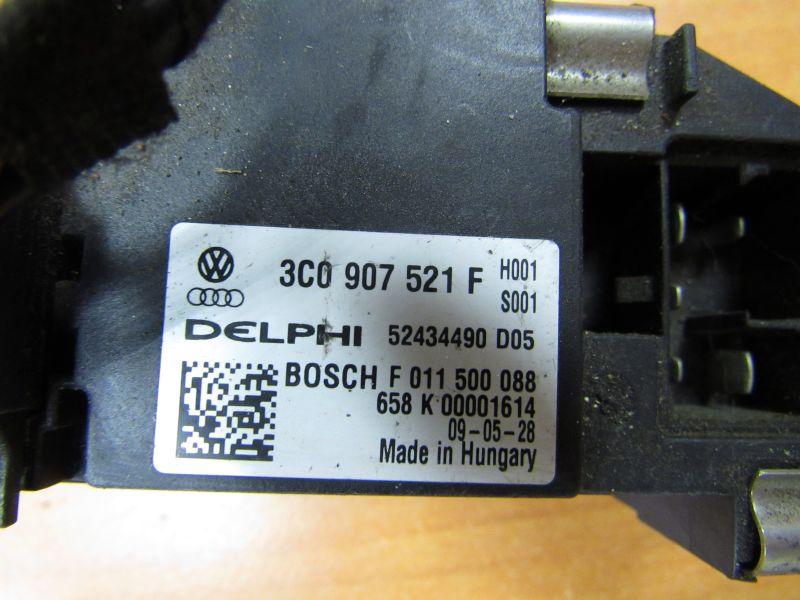 3C0 907 521 F H001
S001
DELPHI 52434490 D05
BOSCH F 011 500 088
658 K 00001614
09-05-28
Made in Hungary